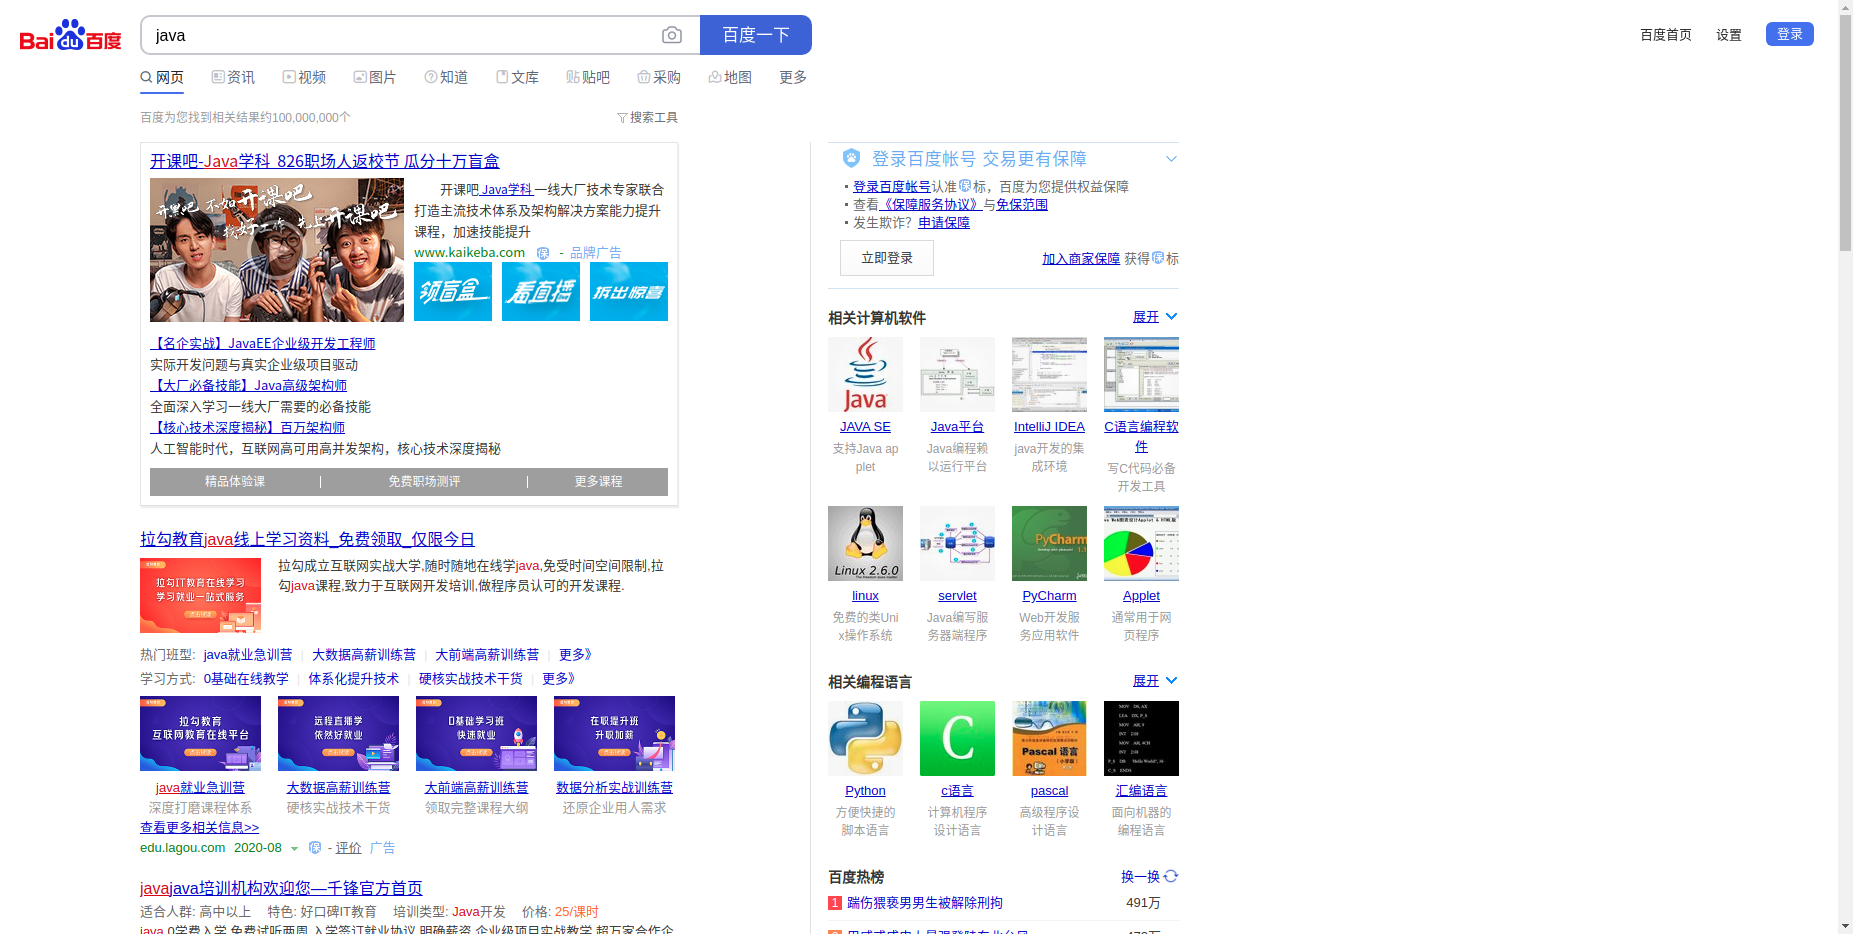 Bai du 百度
java
百度一下
百度首页
设置
登录
网页
资讯
视频
图片
知道
文库
贴吧
采购
地图
更多
百度为您找到相关结果约100,000,000个
搜索工具
开课吧-Java学科_826职场人返校节 瓜分十万盲盒
开黑吧 不如开课吧
找好工作 先上开课吧
开课吧 Java学科 一线大厂技术专家联合
打造主流技术体系及架构解决方案能力提升
课程，加速技能提升
www.kaikeba.com 保 - 品牌广告
领盲盒
看直播
拆出惊喜
【名企实战】JavaEE企业级开发工程师
实际开发问题与真实企业级项目驱动
【大厂必备技能】Java高级架构师
全面深入学习一线大厂需要的必备技能
【核心技术深度揭秘】百万架构师
人工智能时代，互联网高可用高并发架构，核心技术深度揭秘
精品体验课
免费职场测评
更多课程
拉勾教育java线上学习资料_免费领取_仅限今日
拉勾IT教育在线学习
学习就业一站式服务
拉勾成立互联网实战大学,随时随地在线学java,免受时间空间限制,拉
勾java课程,致力于互联网开发培训,做程序员认可的开发课程.
热门班型: java就业急训营 | 大数据高薪训练营 | 大前端高薪训练营 | 更多》
学习方式: 0基础在线教学 | 体系化提升技术 | 硬核实战技术干货 | 更多》
拉勾教育
互联网教育在线平台
远程直播学
依然好就业
0基础学习班
快速就业
在职提升班
升职加薪
java就业急训营
大数据高薪训练营
大前端高薪训练营
数据分析实战训练营
深度打磨课程体系
硬核实战技术干货
领取完整课程大纲
还原企业用人需求
查看更多相关信息>>
edu.lagou.com 2020-08 保 - 评价 广告
javajava培训机构欢迎您—千锋官方首页
适合人群: 高中以上 特色: 好口碑IT教育 培训类型: Java开发 价格: 25/课时
java,0学费入学,免费试听两周,入学签订就业协议,明确薪资,企业级项目实战教学,超万家合作企
登录百度帐号 交易更有保障
登录百度帐号认准保标，百度为您提供权益保障
查看《保障服务协议》与免保范围
发生欺诈？申请保障
立即登录
加入商家保障 获得保标
相关计算机软件
展开
Java
JAVA SE
支持Java ap
plet
Java平台
Java编程赖
以运行平台
IntelliJ IDEA
java开发的集
成环境
C语言编程软
件
写C代码必备
开发工具
Linux 2.6.0
linux
免费的类Uni
x操作系统
servlet
Java编写服
务器端程序
PyCharm
PyCharm
Web开发服
务应用软件
Applet
通常用于网
页程序
相关编程语言
展开
Python
方便快捷的
脚本语言
C
c语言
计算机程序
设计语言
Pascal 语言
pascal
高级程序设
计语言
汇编语言
面向机器的
编程语言
百度热榜
换一换
1 踹伤猥亵男男生被解除刑拘 491万